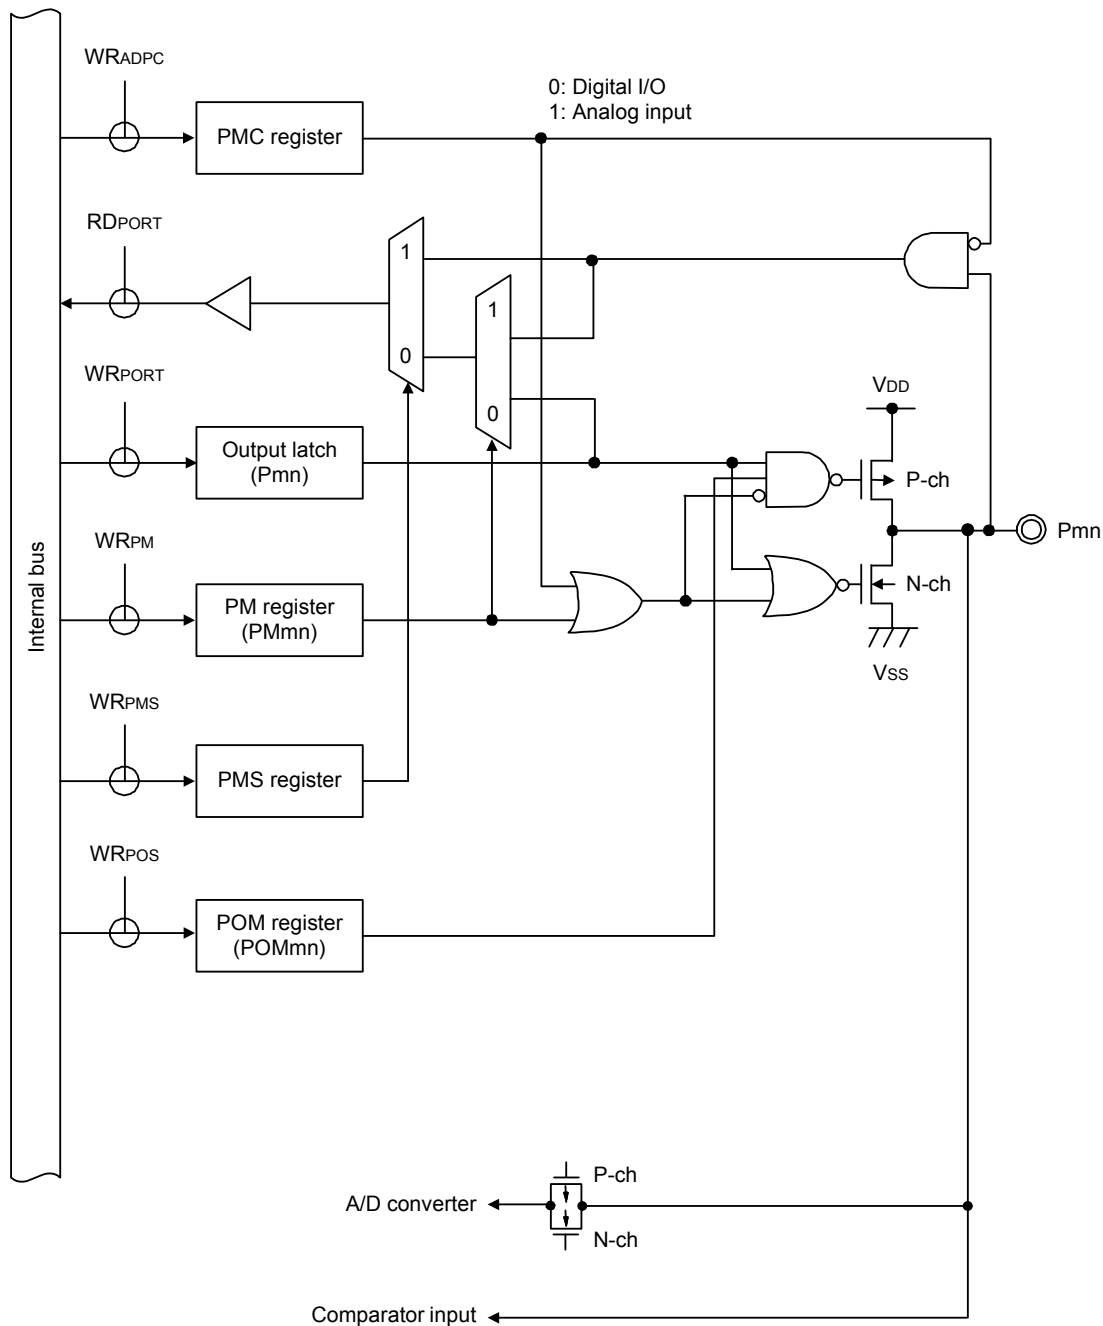 WRADPC
0: Digital I/O
1: Analog input
PMC register
RDPORT
1
1
0
WRPORT
0
VDD
Output latch
(Pmn)
P-ch
Pmn
WRPM
N-ch
Internal bus
PM register
(PMmn)
VSS
WRPMS
PMS register
WRPOS
POM register
(POMmn)
P-ch
A/D converter
N-ch
Comparator input